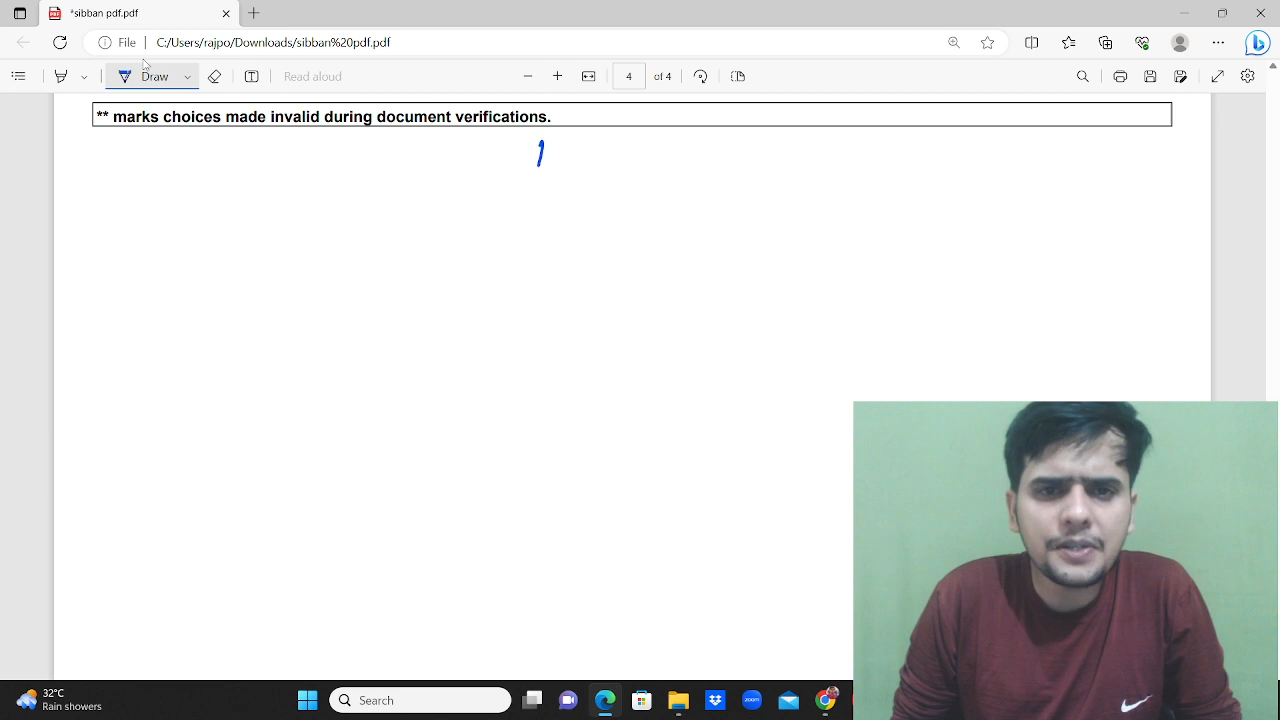 *sibban pdf.pdf
File C:/Users/rajpo/Downloads/sibban%20pdf.pdf
Draw Read aloud 4 of 4
** marks choices made invalid during document verifications.
32°C
Rain showers
Search
zoom